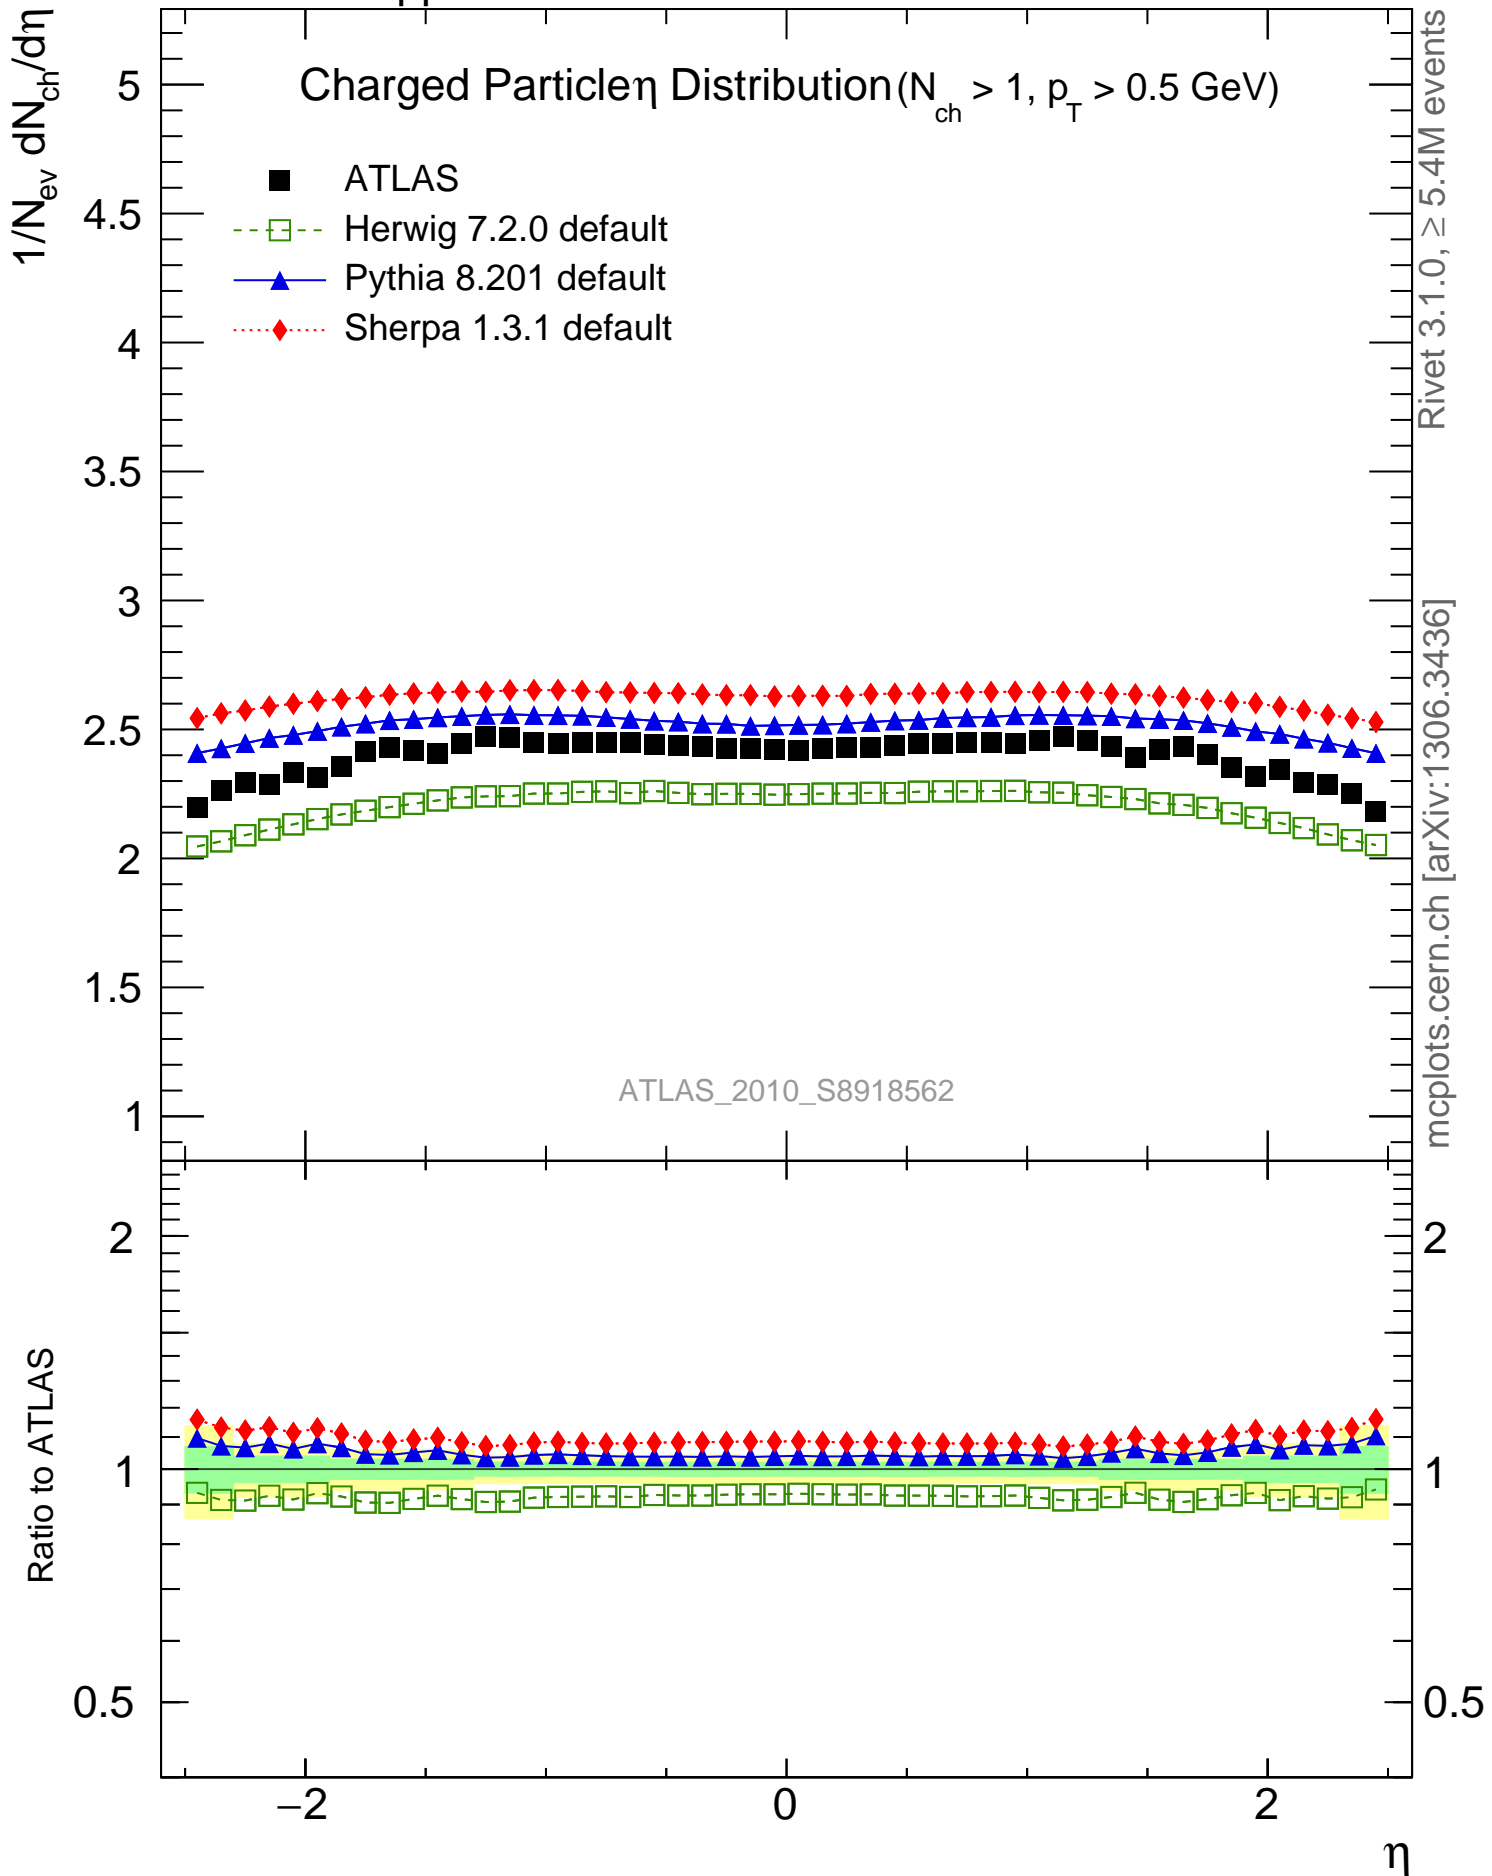 1/N_ev dN_ch/dη
Charged Particleη Distribution(N_ch > 1, p_T > 0.5 GeV)
ATLAS
Herwig 7.2.0 default
Pythia 8.201 default
Sherpa 1.3.1 default
5
4.5
4
3.5
3
2.5
2
1.5
1
ATLAS_2010_S8918562
Rivet 3.1.0, ≥ 5.4M events
mcplots.cern.ch [arXiv:1306.3436]
Ratio to ATLAS
2
1
0.5
2
1
0.5
−2 0 2
η